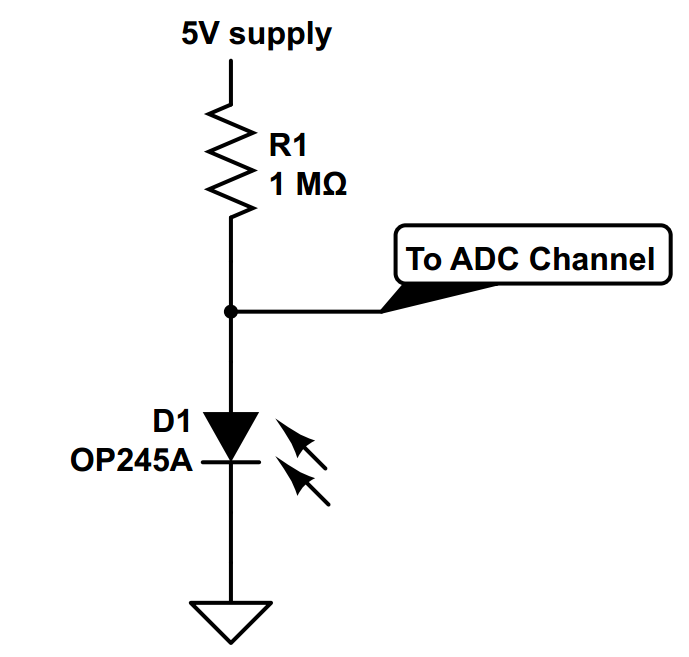 5V supply
R1
1 MΩ
To ADC Channel
D1
OP245A